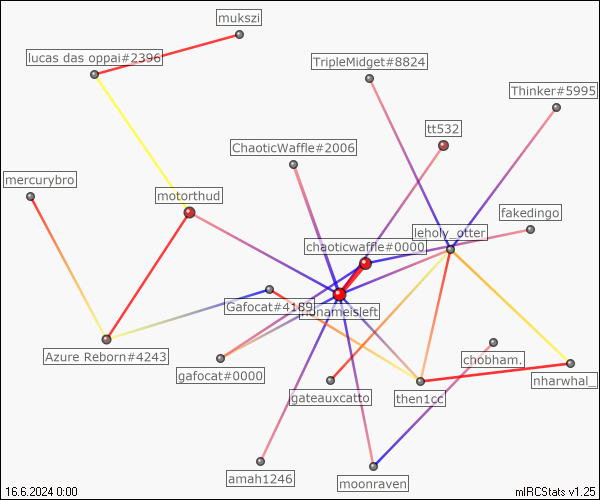 mukszi
lucas das oppai#2396
TripleMidget#8824
Thinker#5995
tt532
ChaoticWaffle#2006
mercurybro
motorthud
fakedingo
leholy_otter
chaoticwaffle#0000
Gafocat#4189
nonameisleft
Azure Reborn#4243
gafocat#0000
chobham.
nharwhal_
gateauxcatto
then1cc
amah1246
moonraven
16.6.2024 0:00
mIRCStats v1.25